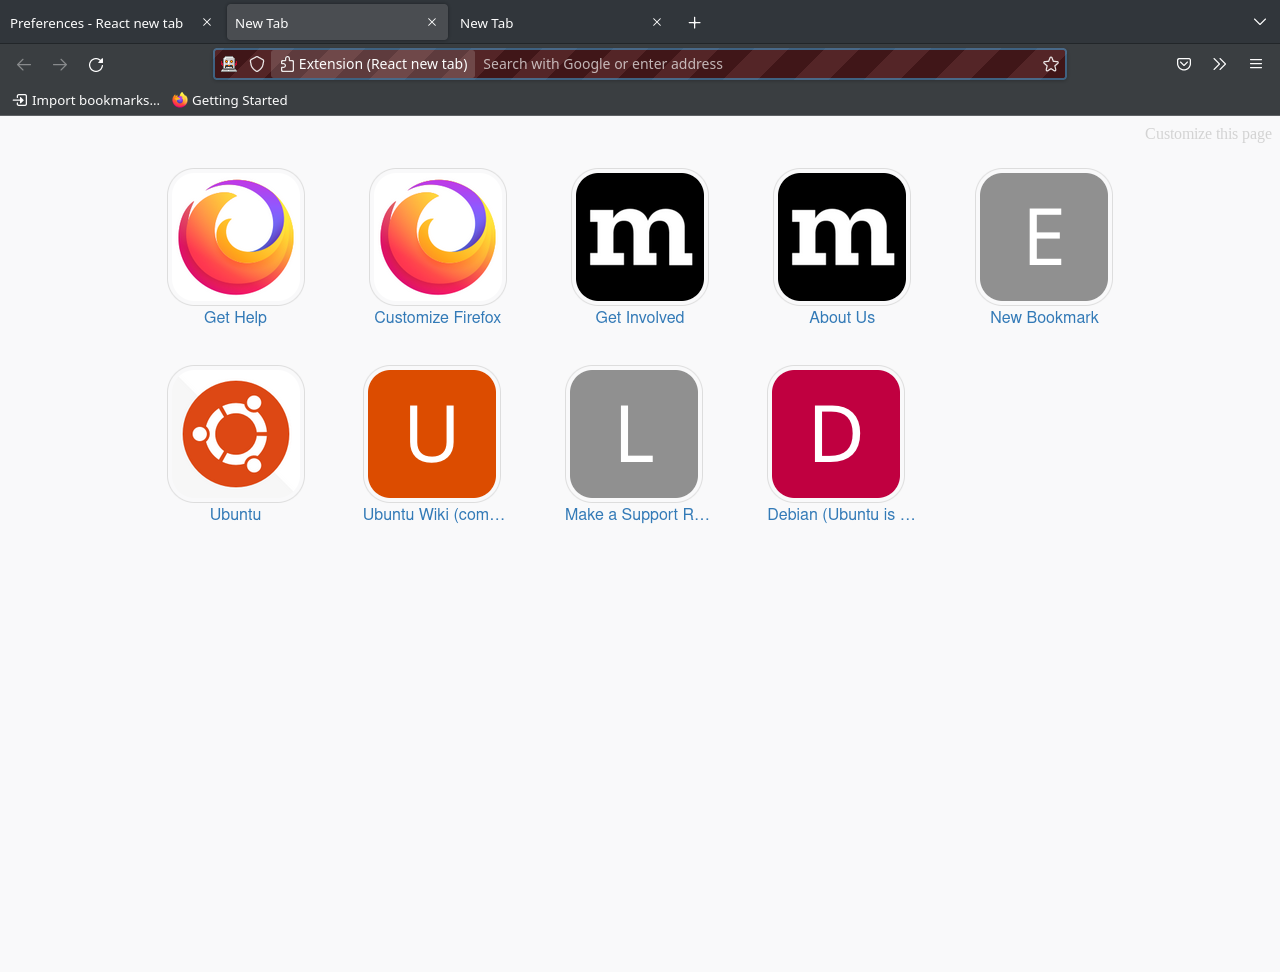 Preferences - React new tab
New Tab
New Tab
Extension (React new tab)
Search with Google or enter address
Import bookmarks...
Getting Started
Customize this page
m
m
E
Get Help
Customize Firefox
Get Involved
About Us
New Bookmark
U
L
D
Ubuntu
Ubuntu Wiki (com...
Make a Support R...
Debian (Ubuntu is ...